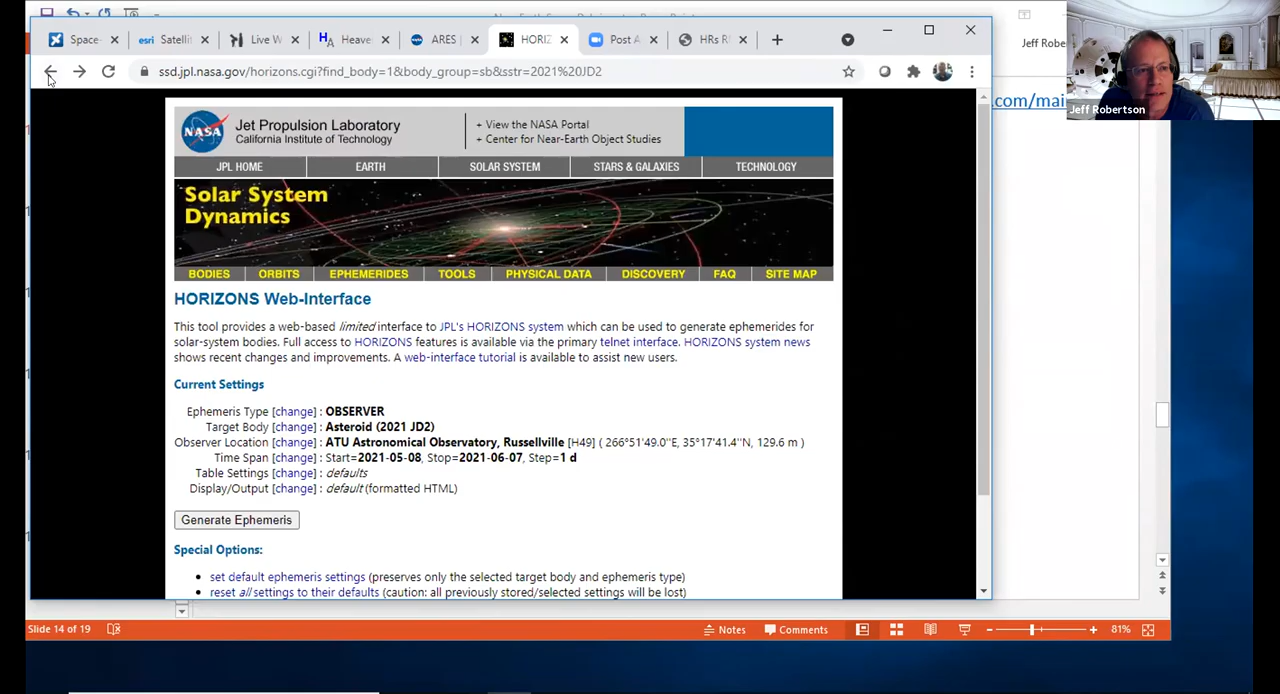 Space-
esri Satelli
Live W
HA Heave
ARES |
HORIZ
Post A
HRs R
ssd.jpl.nasa.gov/horizons.cgi?find_body=1&body_group=sb&sstr=2021%20JD2
Jeff Rober
.com/mai
Jeff Robertson
NASA
Jet Propulsion Laboratory
California Institute of Technology
+ View the NASA Portal
+ Center for Near-Earth Object Studies
JPL HOME EARTH SOLAR SYSTEM STARS & GALAXIES TECHNOLOGY
Solar System
Dynamics
BODIES ORBITS EPHEMERIDES TOOLS PHYSICAL DATA DISCOVERY FAQ SITE MAP
HORIZONS Web-Interface
This tool provides a web-based limited interface to JPL's HORIZONS system which can be used to generate ephemerides for
solar-system bodies. Full access to HORIZONS features is available via the primary telnet interface. HORIZONS system news
shows recent changes and improvements. A web-interface tutorial is available to assist new users.
Current Settings
Ephemeris Type [change] : OBSERVER
Target Body [change] : Asteroid (2021 JD2)
Observer Location [change] : ATU Astronomical Observatory, Russellville [H49] ( 266°51'49.0''E, 35°17'41.4''N, 129.6 m )
Time Span [change] : Start=2021-05-08, Stop=2021-06-07, Step=1 d
Table Settings [change] : defaults
Display/Output [change] : default (formatted HTML)
Generate Ephemeris
Special Options:
• set default ephemeris settings (preserves only the selected target body and ephemeris type)
• reset all settings to their defaults (caution: all previously stored/selected settings will be lost)
Slide 14 of 19
Notes
Comments
81%